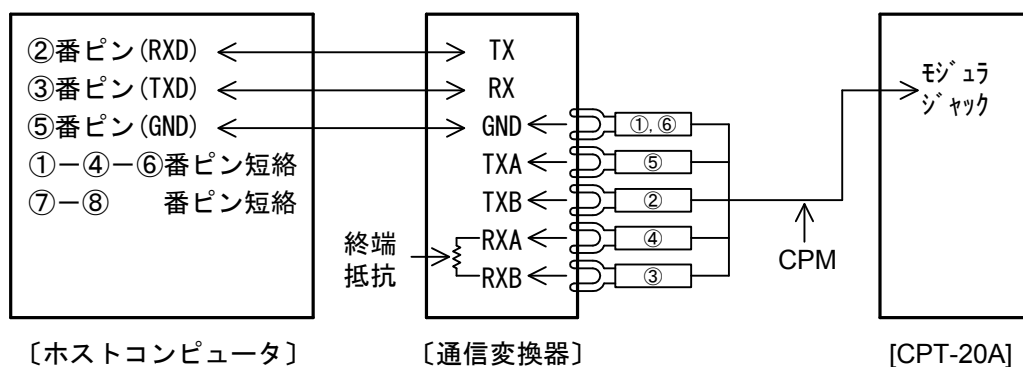 ②番ピン(RXD)
③番ピン(TXD)
⑤番ピン(GND)
①－④－⑥番ピン短絡
⑦－⑧　番ピン短絡
〔ホストコンピュータ〕
TX
RX
GND
TXA
TXB
RXA
RXB
終端
抵抗
〔通信変換器〕
①,⑥
⑤
②
④
③
CPM
ﾓｼﾞｭﾗ
ｼﾞｬｯｸ
[CPT-20A]